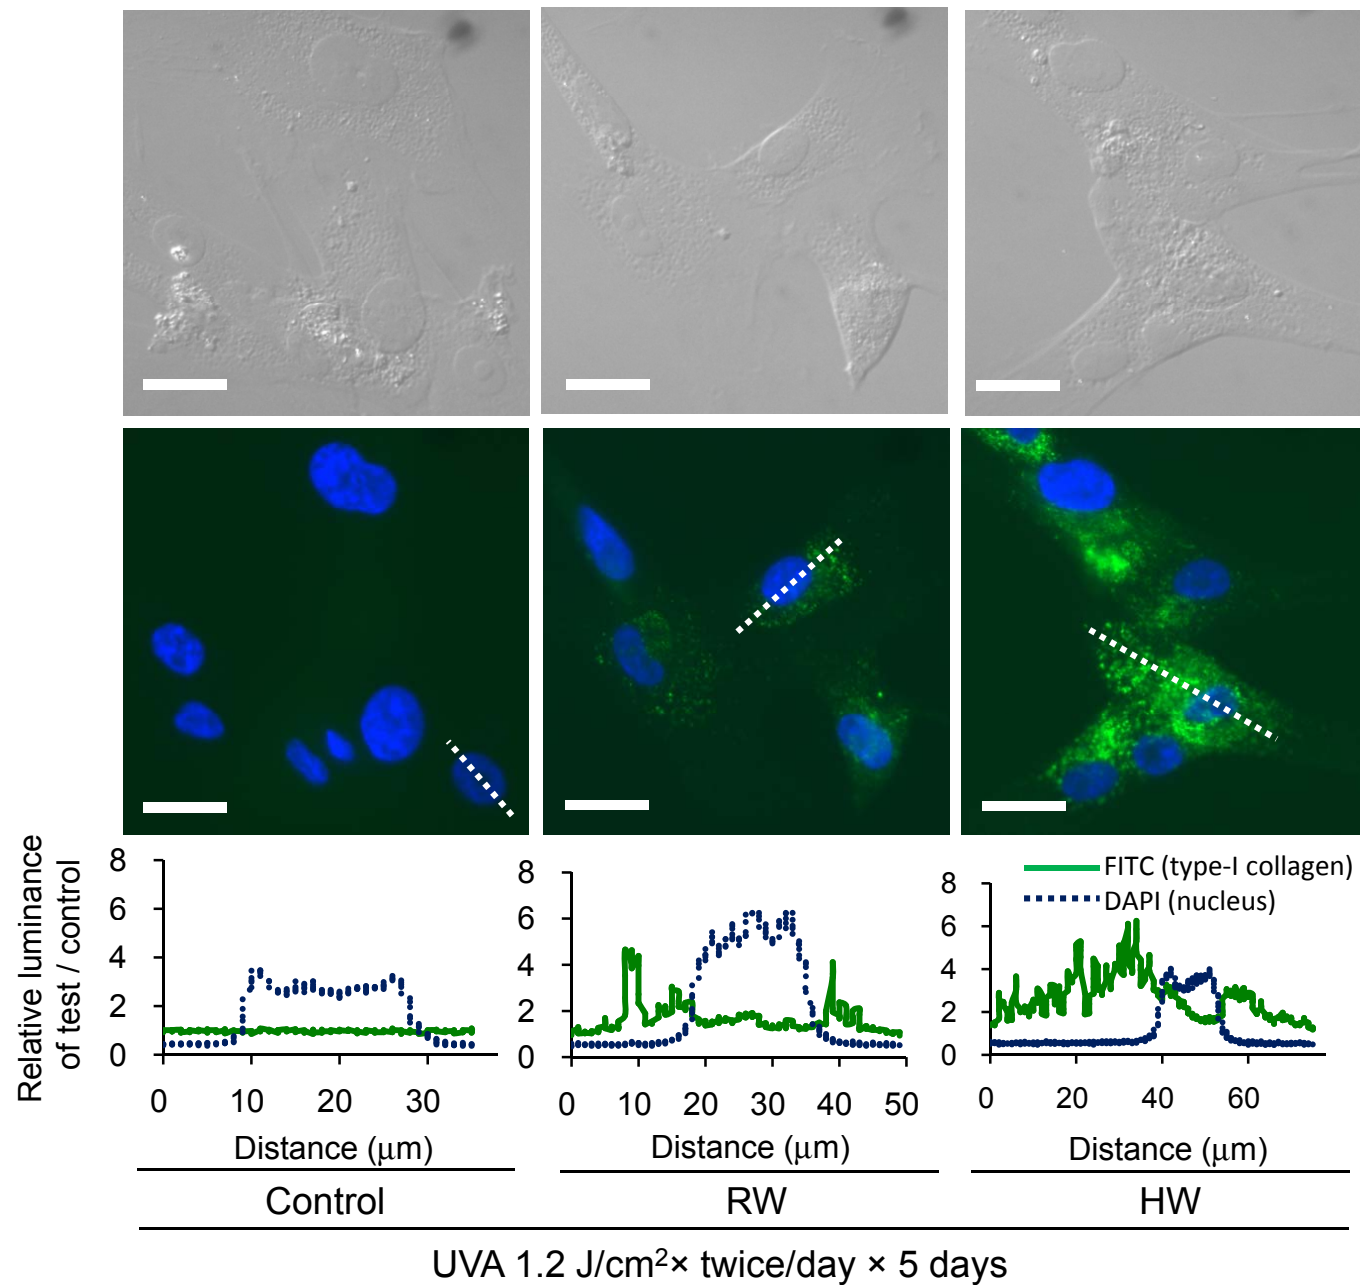 Relative luminance
of test / control
8
6
4
2
0
0 10 20 30
Distance (μm)
8
6
4
2
0
0 10 20 30 40 50
Distance (μm)
FITC (type-I collagen)
DAPI (nucleus)
8
6
4
2
0
0 20 40 60
Distance (μm)
Control RW HW
UVA 1.2 J/cm²× twice/day × 5 days